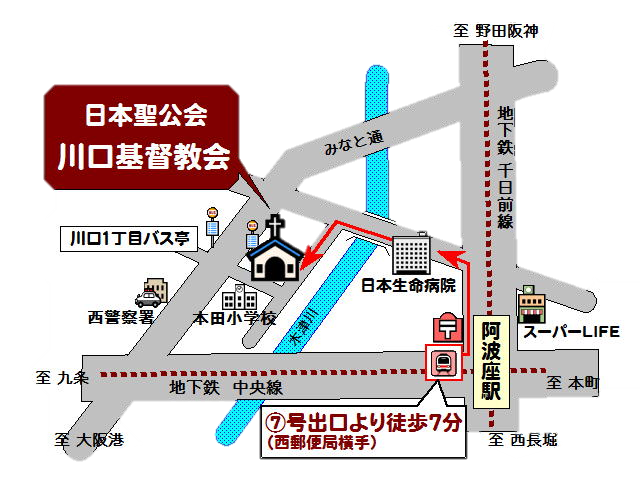 至 野田阪神
日本聖公会
川口基督教会
みなと通
地下鉄 千日前線
川口1丁目バス亭
日本生命病院
西警察署
本田小学校
木津川
スーパーLIFE
阿波座駅
至 九条
地下鉄 中央線
至 本町
⑦号出口より徒歩7分
(西郵便局横手)
至 大阪港
至 西長堀